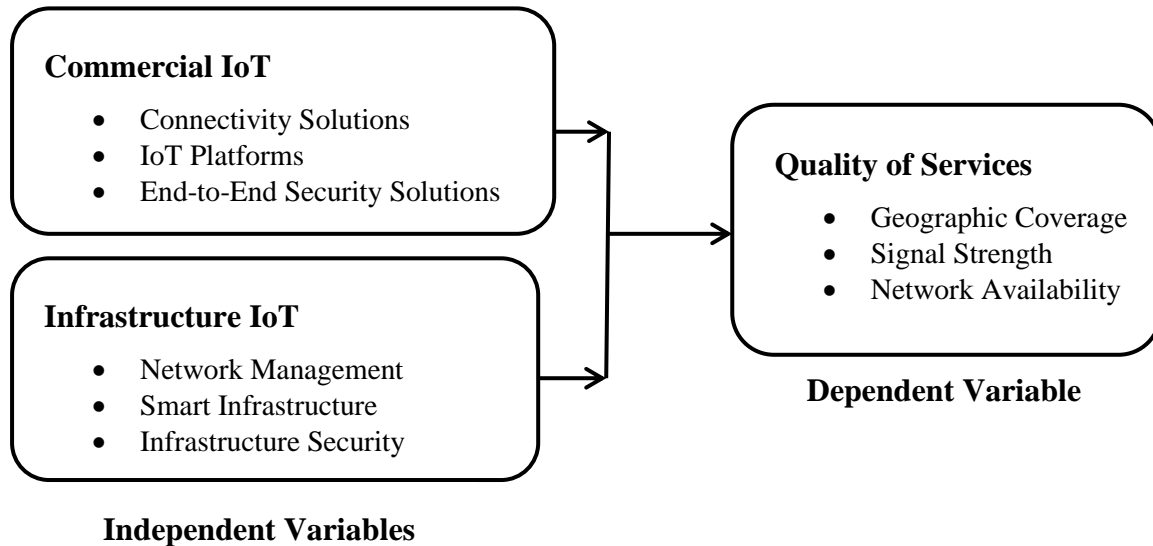 Commercial IoT
• Connectivity Solutions
• IoT Platforms
• End-to-End Security Solutions
Infrastructure IoT
• Network Management
• Smart Infrastructure
• Infrastructure Security
Independent Variables
Quality of Services
• Geographic Coverage
• Signal Strength
• Network Availability
Dependent Variable